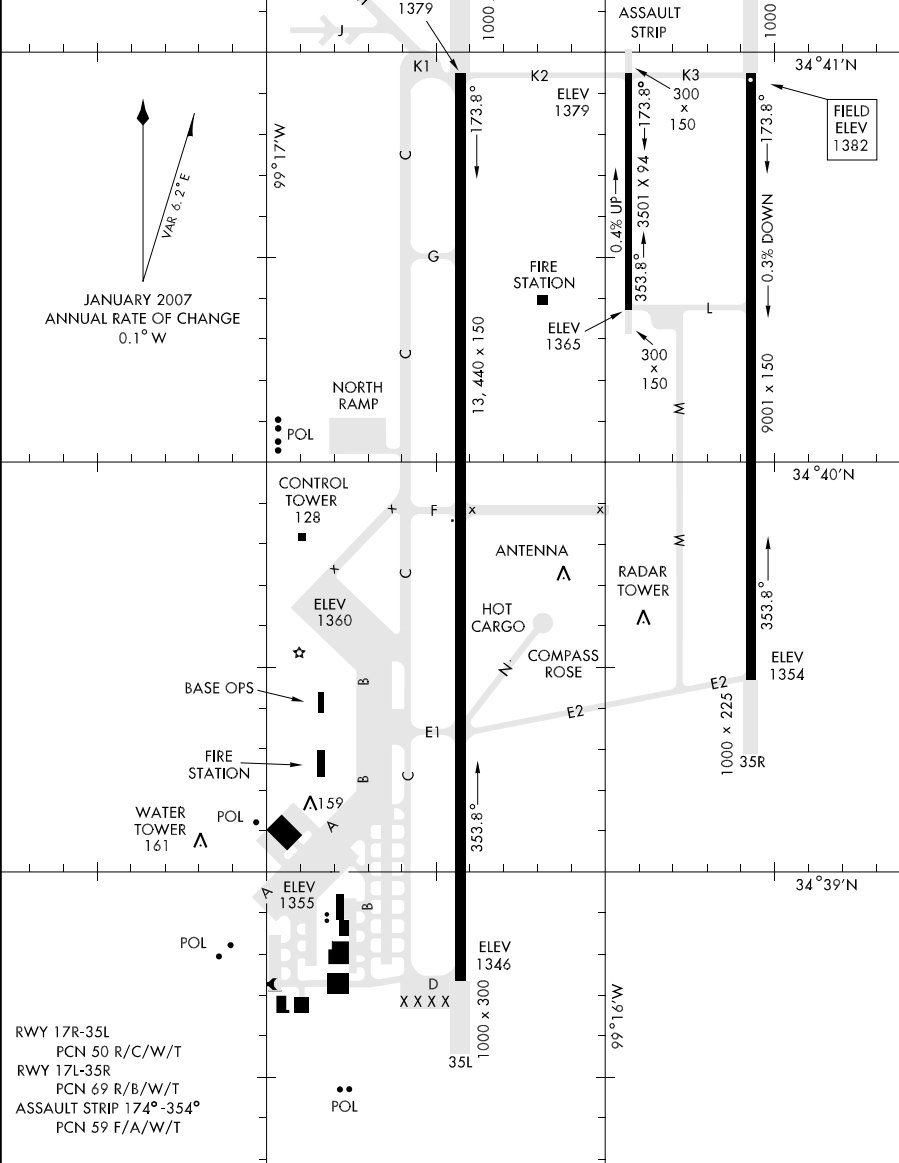 1379
1000
ASSAULT
STRIP
1000
J
K1
K2
K3
34°41'N
ELEV
1379
300
x
150
FIELD
ELEV
1382
173.8°
173.8°
173.8°
99°17'W
VAR 6.2°E
C
0.4% UP
3501 X 94
353.8°
0.3% DOWN
G
FIRE
STATION
JANUARY 2007
ANNUAL RATE OF CHANGE
0.1° W
L
ELEV
1365
300
x
150
C
13, 440 x 150
9001 x 150
NORTH
RAMP
W
POL
34°40'N
CONTROL
TOWER
128
x
F
x
x
W
ANTENNA
RADAR
TOWER
x
C
ELEV
1360
HOT
CARGO
353.8°
N
COMPASS
ROSE
ELEV
1354
B
E2
BASE OPS
E2
1000 x 225
E1
35R
FIRE
STATION
B
C
159
353.8°
WATER
TOWER
161
POL
A
34°39'N
A
ELEV
1355
B
POL
ELEV
1346
D
X X X X
1000 x 300
99°16'W
35L
RWY 17R-35L
PCN 50 R/C/W/T
RWY 17L-35R
PCN 69 R/B/W/T
ASSAULT STRIP 174°-354°
PCN 59 F/A/W/T
POL